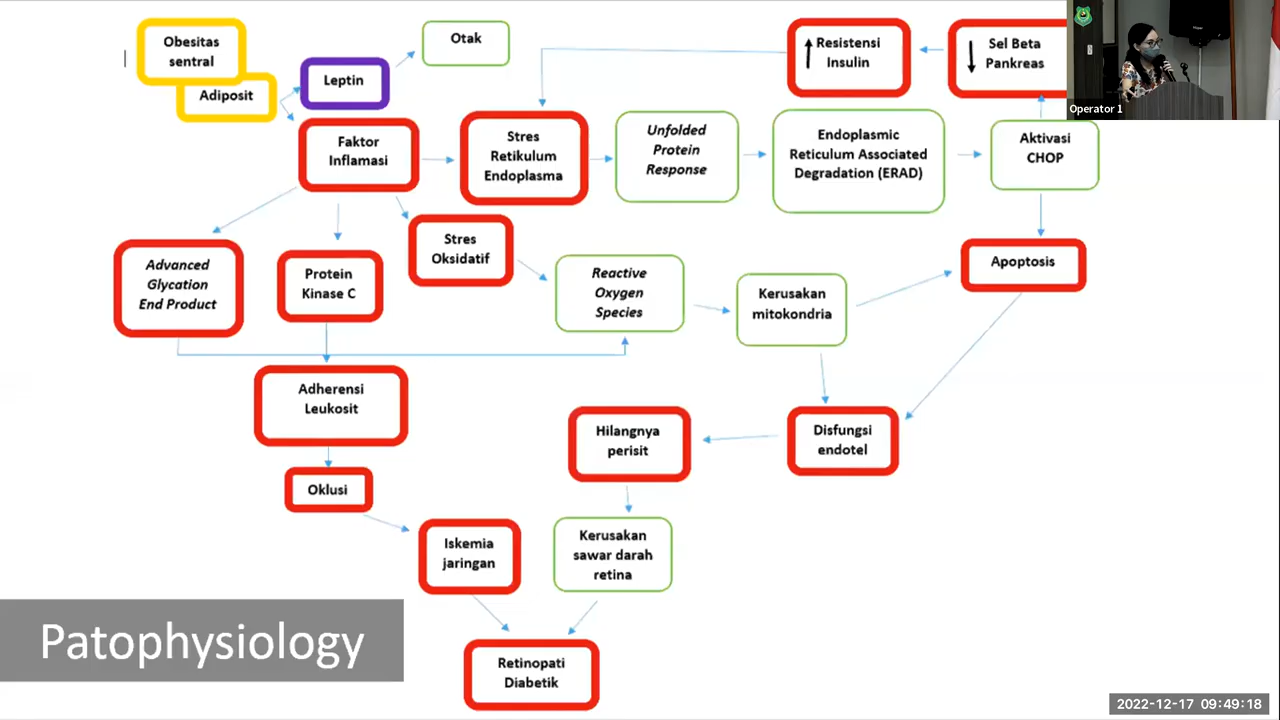 Obesitas
sentral
Adiposit
Leptin
Otak
Resistensi
Insulin
Sel Beta
Pankreas
Operator 1
Faktor
Inflamasi
Stres
Retikulum
Endoplasma
Unfolded
Protein
Response
Endoplasmic
Reticulum Associated
Degradation (ERAD)
Aktivasi
CHOP
Advanced
Glycation
End Product
Protein
Kinase C
Stres
Oksidatif
Reactive
Oxygen
Species
Kerusakan
mitokondria
Apoptosis
Adherensi
Leukosit
Hilangnya
perisit
Disfungsi
endotel
Oklusi
Iskemia
jaringan
Kerusakan
sawar darah
retina
Patophysiology
Retinopati
Diabetik
2022-12-17 09:49:18